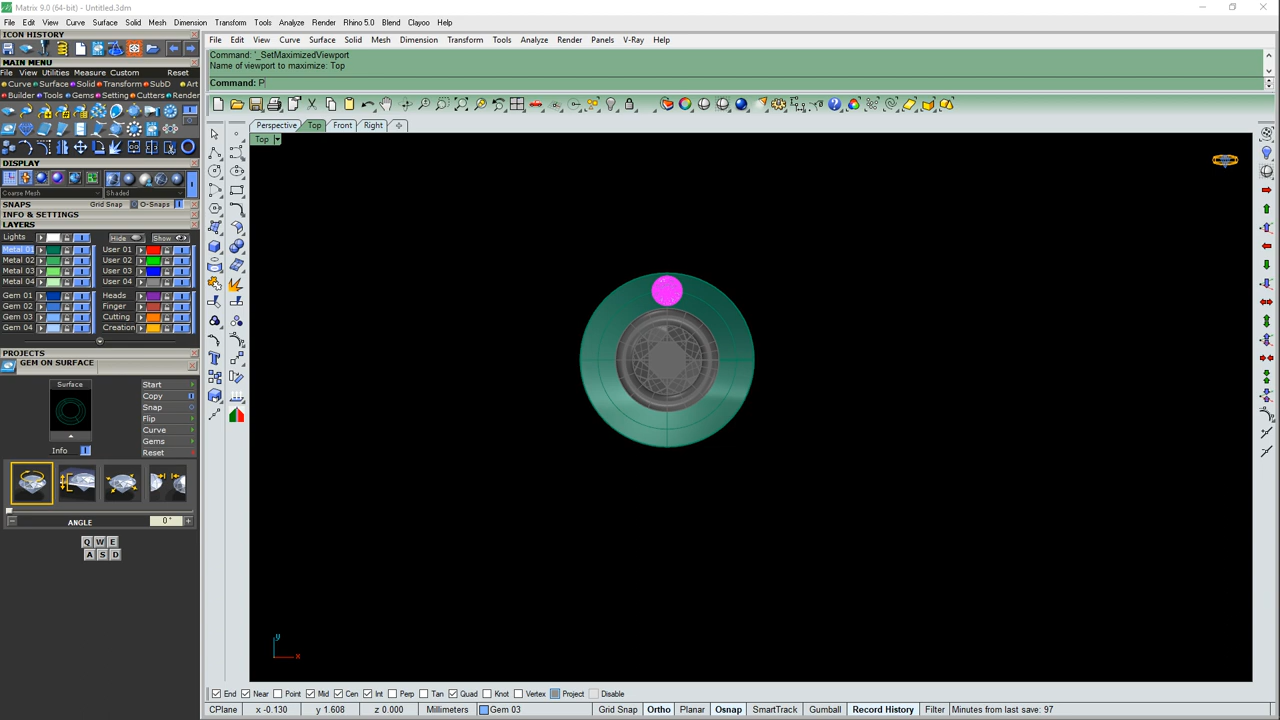 Matrix 9.0 (64-bit) - Untitled.3dm
File Edit View Curve Surface Solid Mesh Dimension Transform Tools Analyze Render Rhino 5.0 Blend Clayoo Help
ICON HISTORY
MAIN MENU
File View Utilities Measure Custom Reset
Curve Surface Solid Transform SubD Art
Builder Tools Gems Setting Cutters Render
DISPLAY
Coarse Mesh Shaded
SNAPS Grid Snap O-Snaps
INFO & SETTINGS
LAYERS
Lights Hide Show
Metal 01 User 01
Metal 02 User 02
Metal 03 User 03
Metal 04 User 04
Gem 01 Heads
Gem 02 Finger
Gem 03 Cutting
Gem 04 Creation
PROJECTS
GEM ON SURFACE
Surface
Start
Copy
Snap
Flip
Curve
Gems
Info
Reset
ANGLE 0°
Q W E
A S D
File Edit View Curve Surface Solid Mesh Dimension Transform Tools Analyze Render Panels V-Ray Help
Command: '_SetMaximizedViewport
Name of viewport to maximize: Top
Command: P
Perspective Top Front Right
Top
y
x
End Near Point Mid Cen Int Perp Tan Quad Knot Vertex Project Disable
CPlane x -0.130 y 1.608 z 0.000 Millimeters Gem 03 Grid Snap Ortho Planar Osnap SmartTrack Gumball Record History Filter Minutes from last save: 97